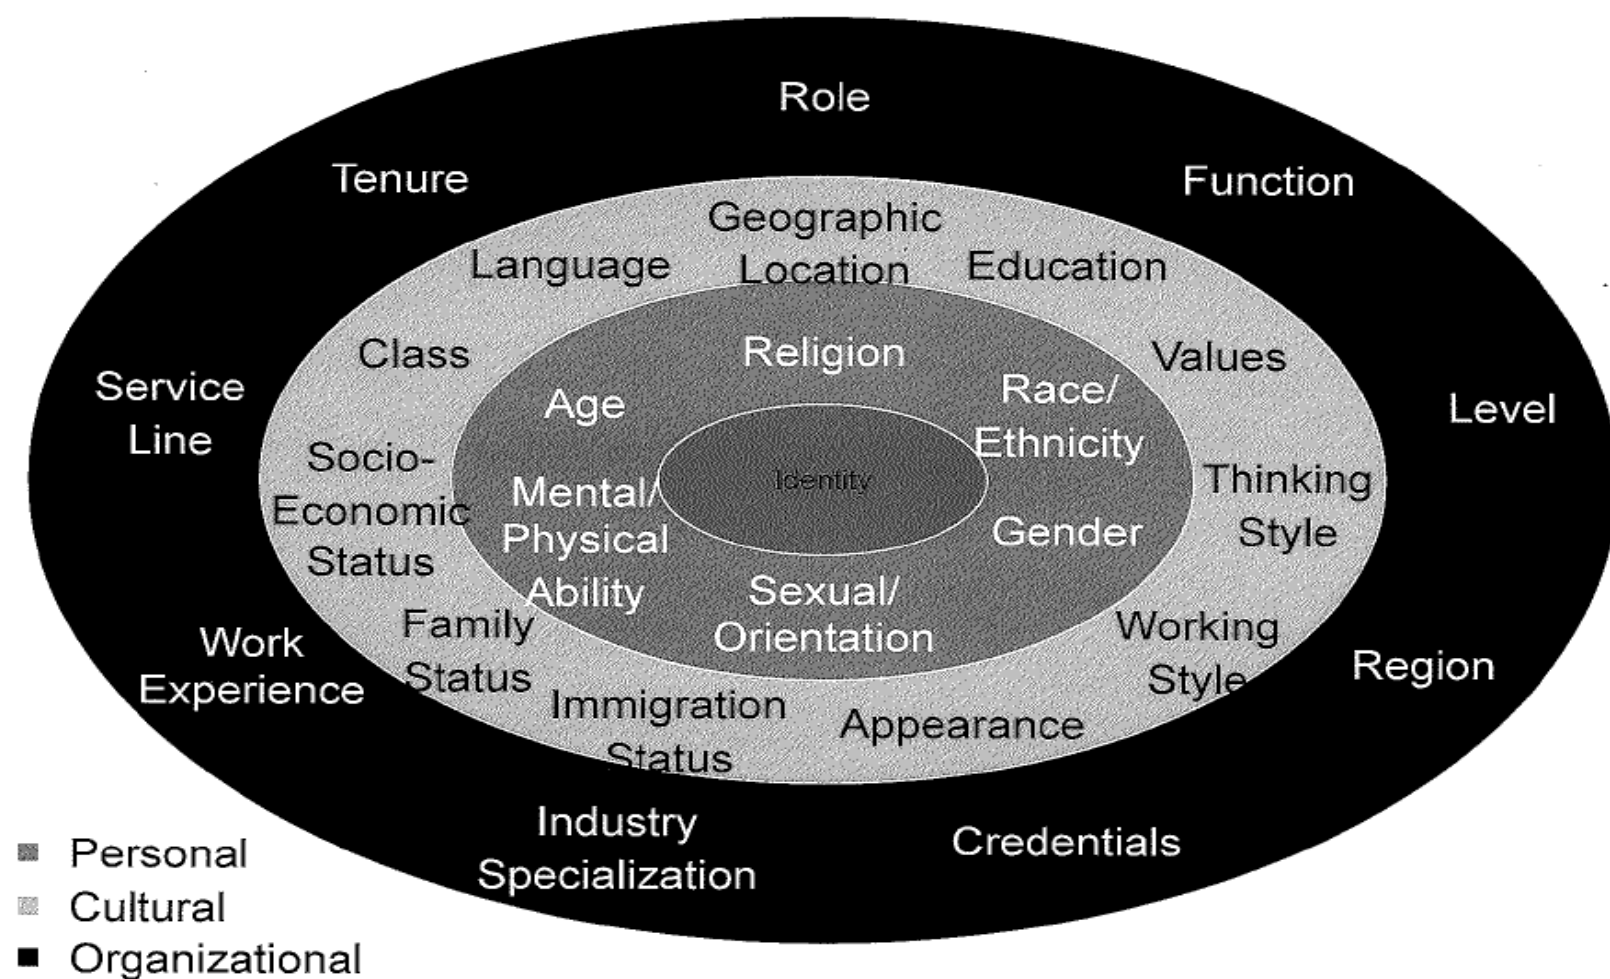 Role
Tenure
Function
Geographic
Location
Language
Education
Class
Religion
Values
Service
Line
Age
Race/
Ethnicity
Level
Socio-
Economic
Status
Identity
Mental/
Physical
Ability
Gender
Thinking
Style
Sexual/
Orientation
Family
Status
Working
Style
Work
Experience
Region
Immigration
Status
Appearance
Industry
Specialization
Credentials
Personal
Cultural
Organizational